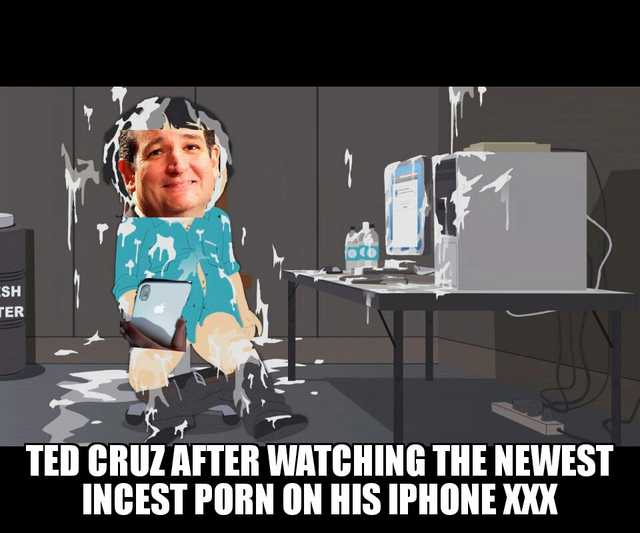 SH
TER
TED CRUZ AFTER WATCHING THE NEWEST
INCEST PORN ON HIS IPHONE XXX